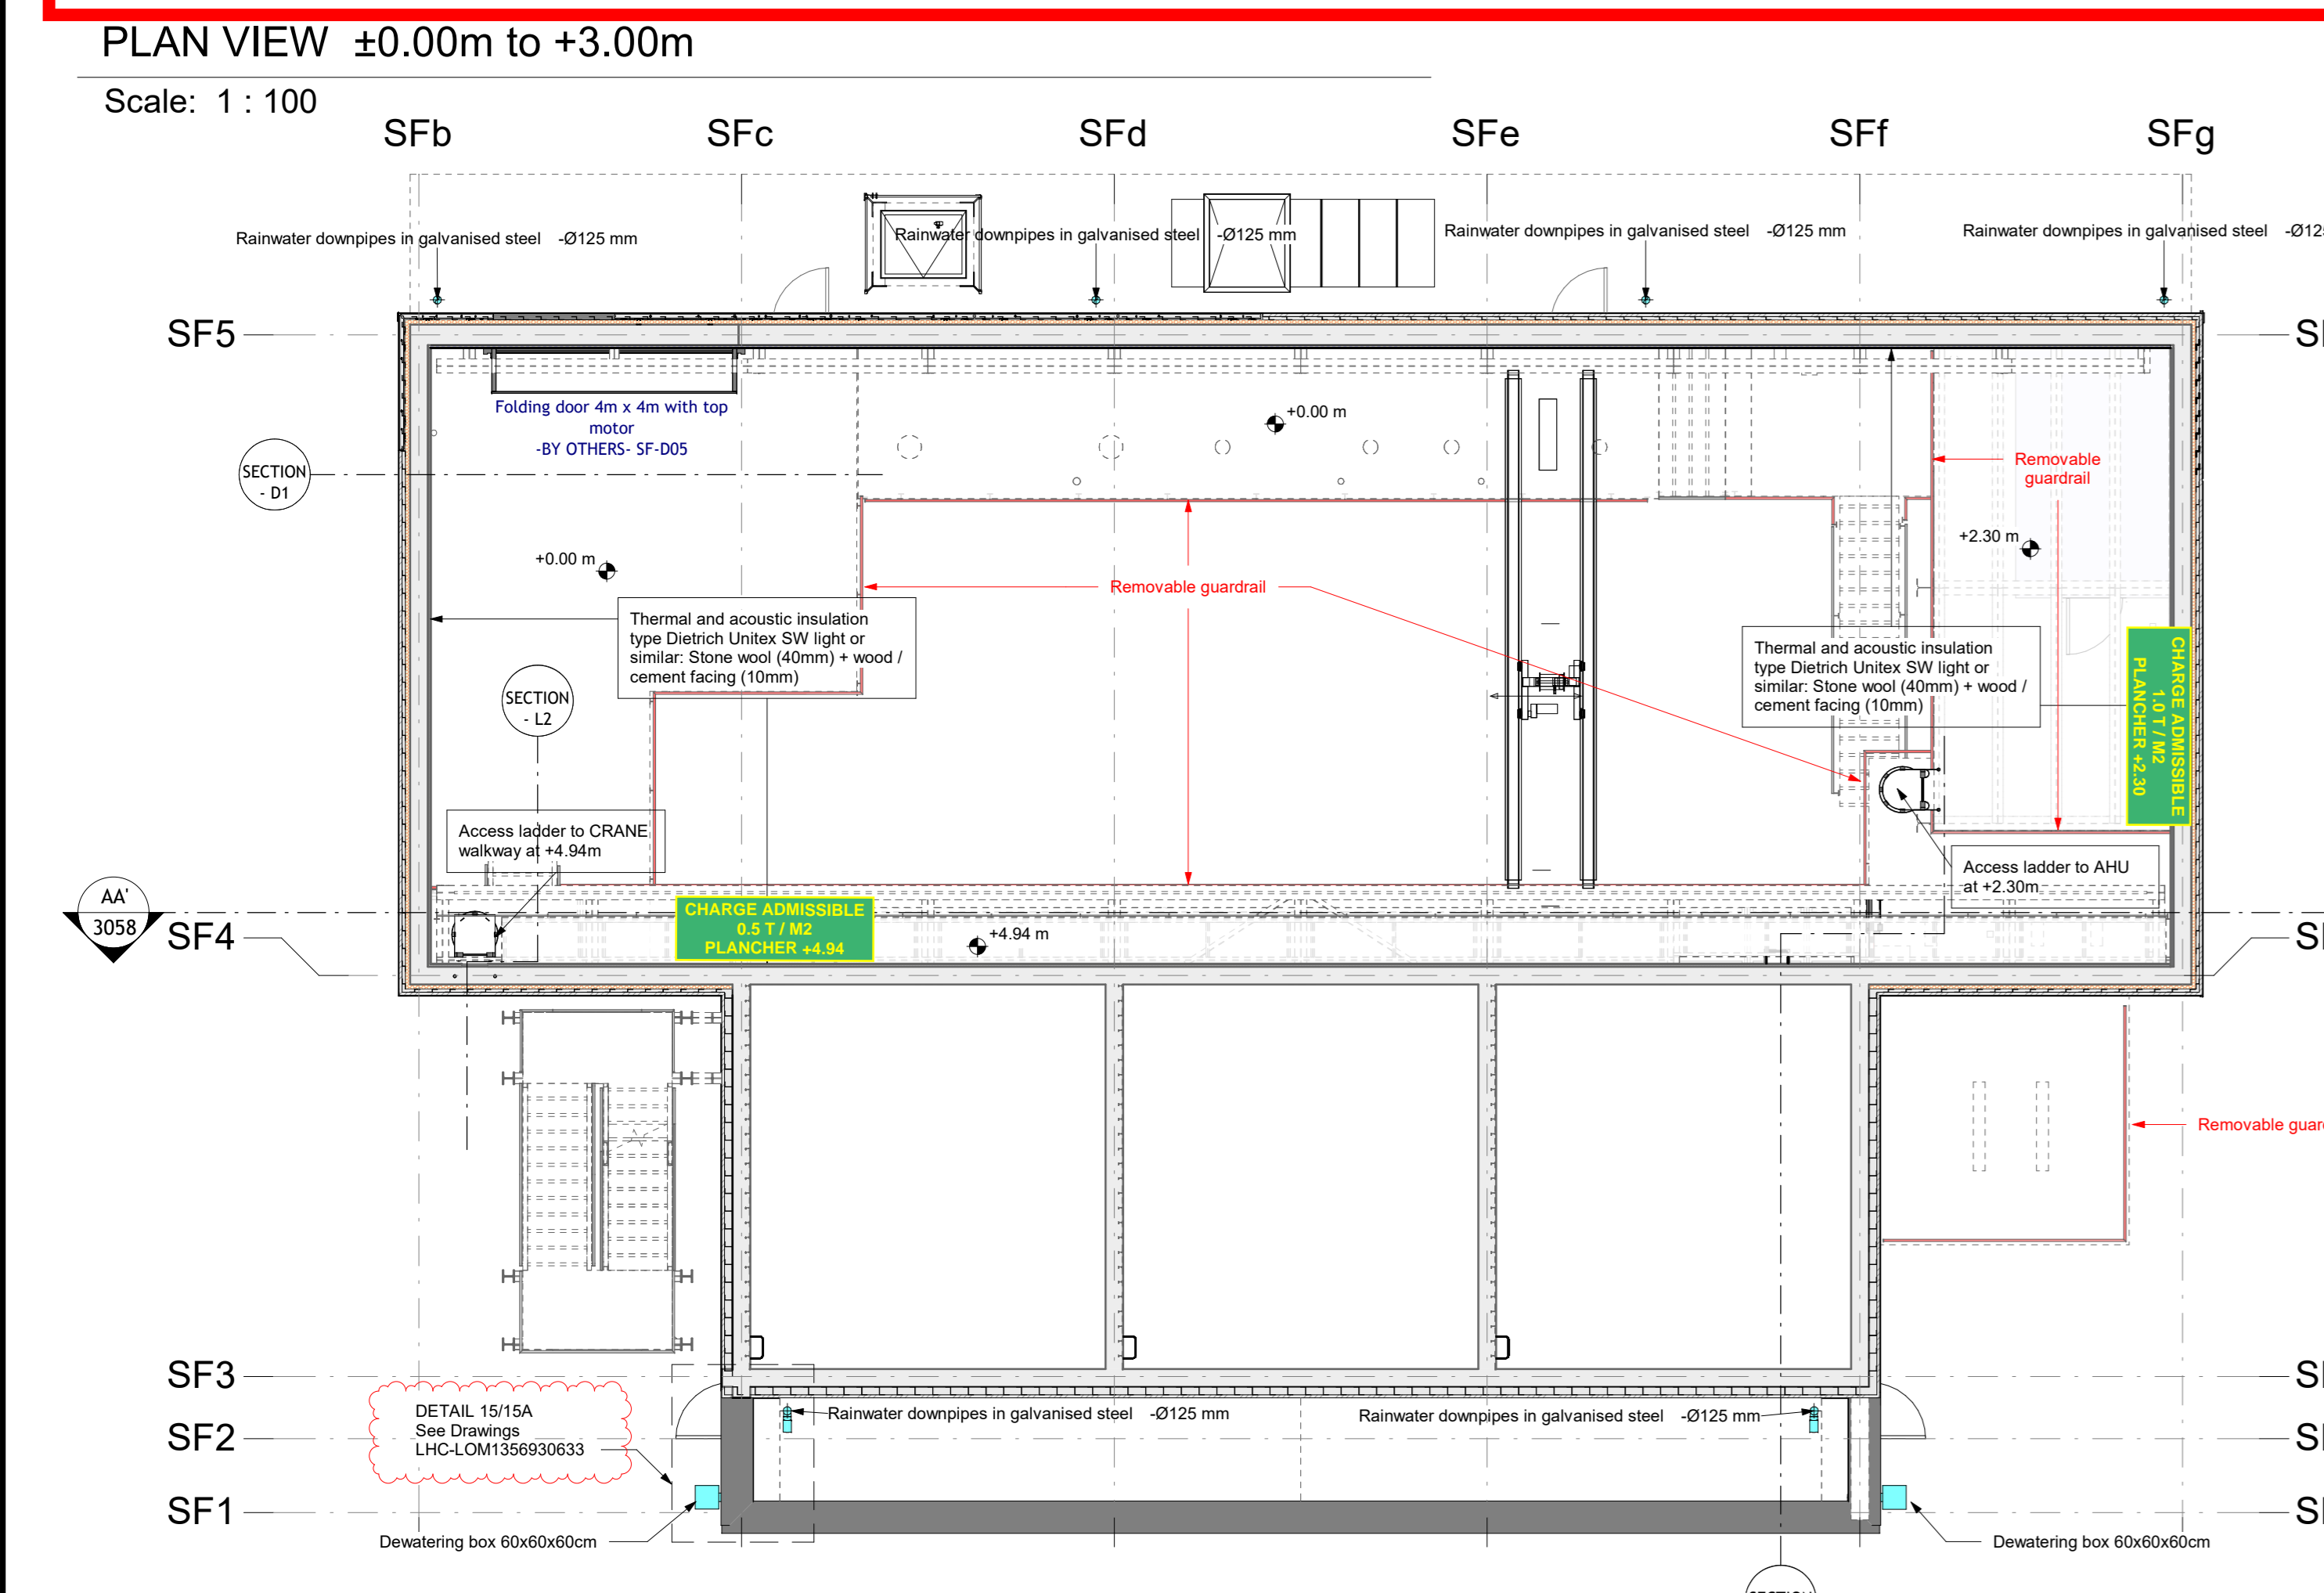 PLAN VIEW ±0.00m to +3.00m
Scale: 1 : 100
SFb
SFc
SFd
SFe
SFf
SFg
Rainwater downpipes in galvanised steel -Ø125 mm
Rainwater downpipes in galvanised steel -Ø125 mm
Rainwater downpipes in galvanised steel -Ø125 mm
Rainwater downpipes in galvanised steel -Ø12
SF5
Folding door 4m x 4m with top
motor
-BY OTHERS- SF-D05
+0.00 m
SECTION
- D1
Removable
guardrail
+0.00 m
+2.30 m
Removable guardrail
Thermal and acoustic insulation
type Dietrich Unitex SW light or
similar: Stone wool (40mm) + wood /
cement facing (10mm)
Thermal and acoustic insulation
type Dietrich Unitex SW light or
similar: Stone wool (40mm) + wood /
cement facing (10mm)
CHARGE ADMISSIBLE
1.0 T / M2
PLANCHER +2.30
SECTION
- L2
Access ladder to CRANE
walkway at +4.94m
Access ladder to AHU
at +2.30m
AA'
3058
SF4
CHARGE ADMISSIBLE
0.5 T / M2
PLANCHER +4.94
+4.94 m
Removable
SF3
DETAIL 15/15A
See Drawings
LHC-LOM1356930633
Rainwater downpipes in galvanised steel -Ø125 mm
Rainwater downpipes in galvanised steel -Ø125 mm
SF2
SF1
Dewatering box 60x60x60cm
Dewatering box 60x60x60cm